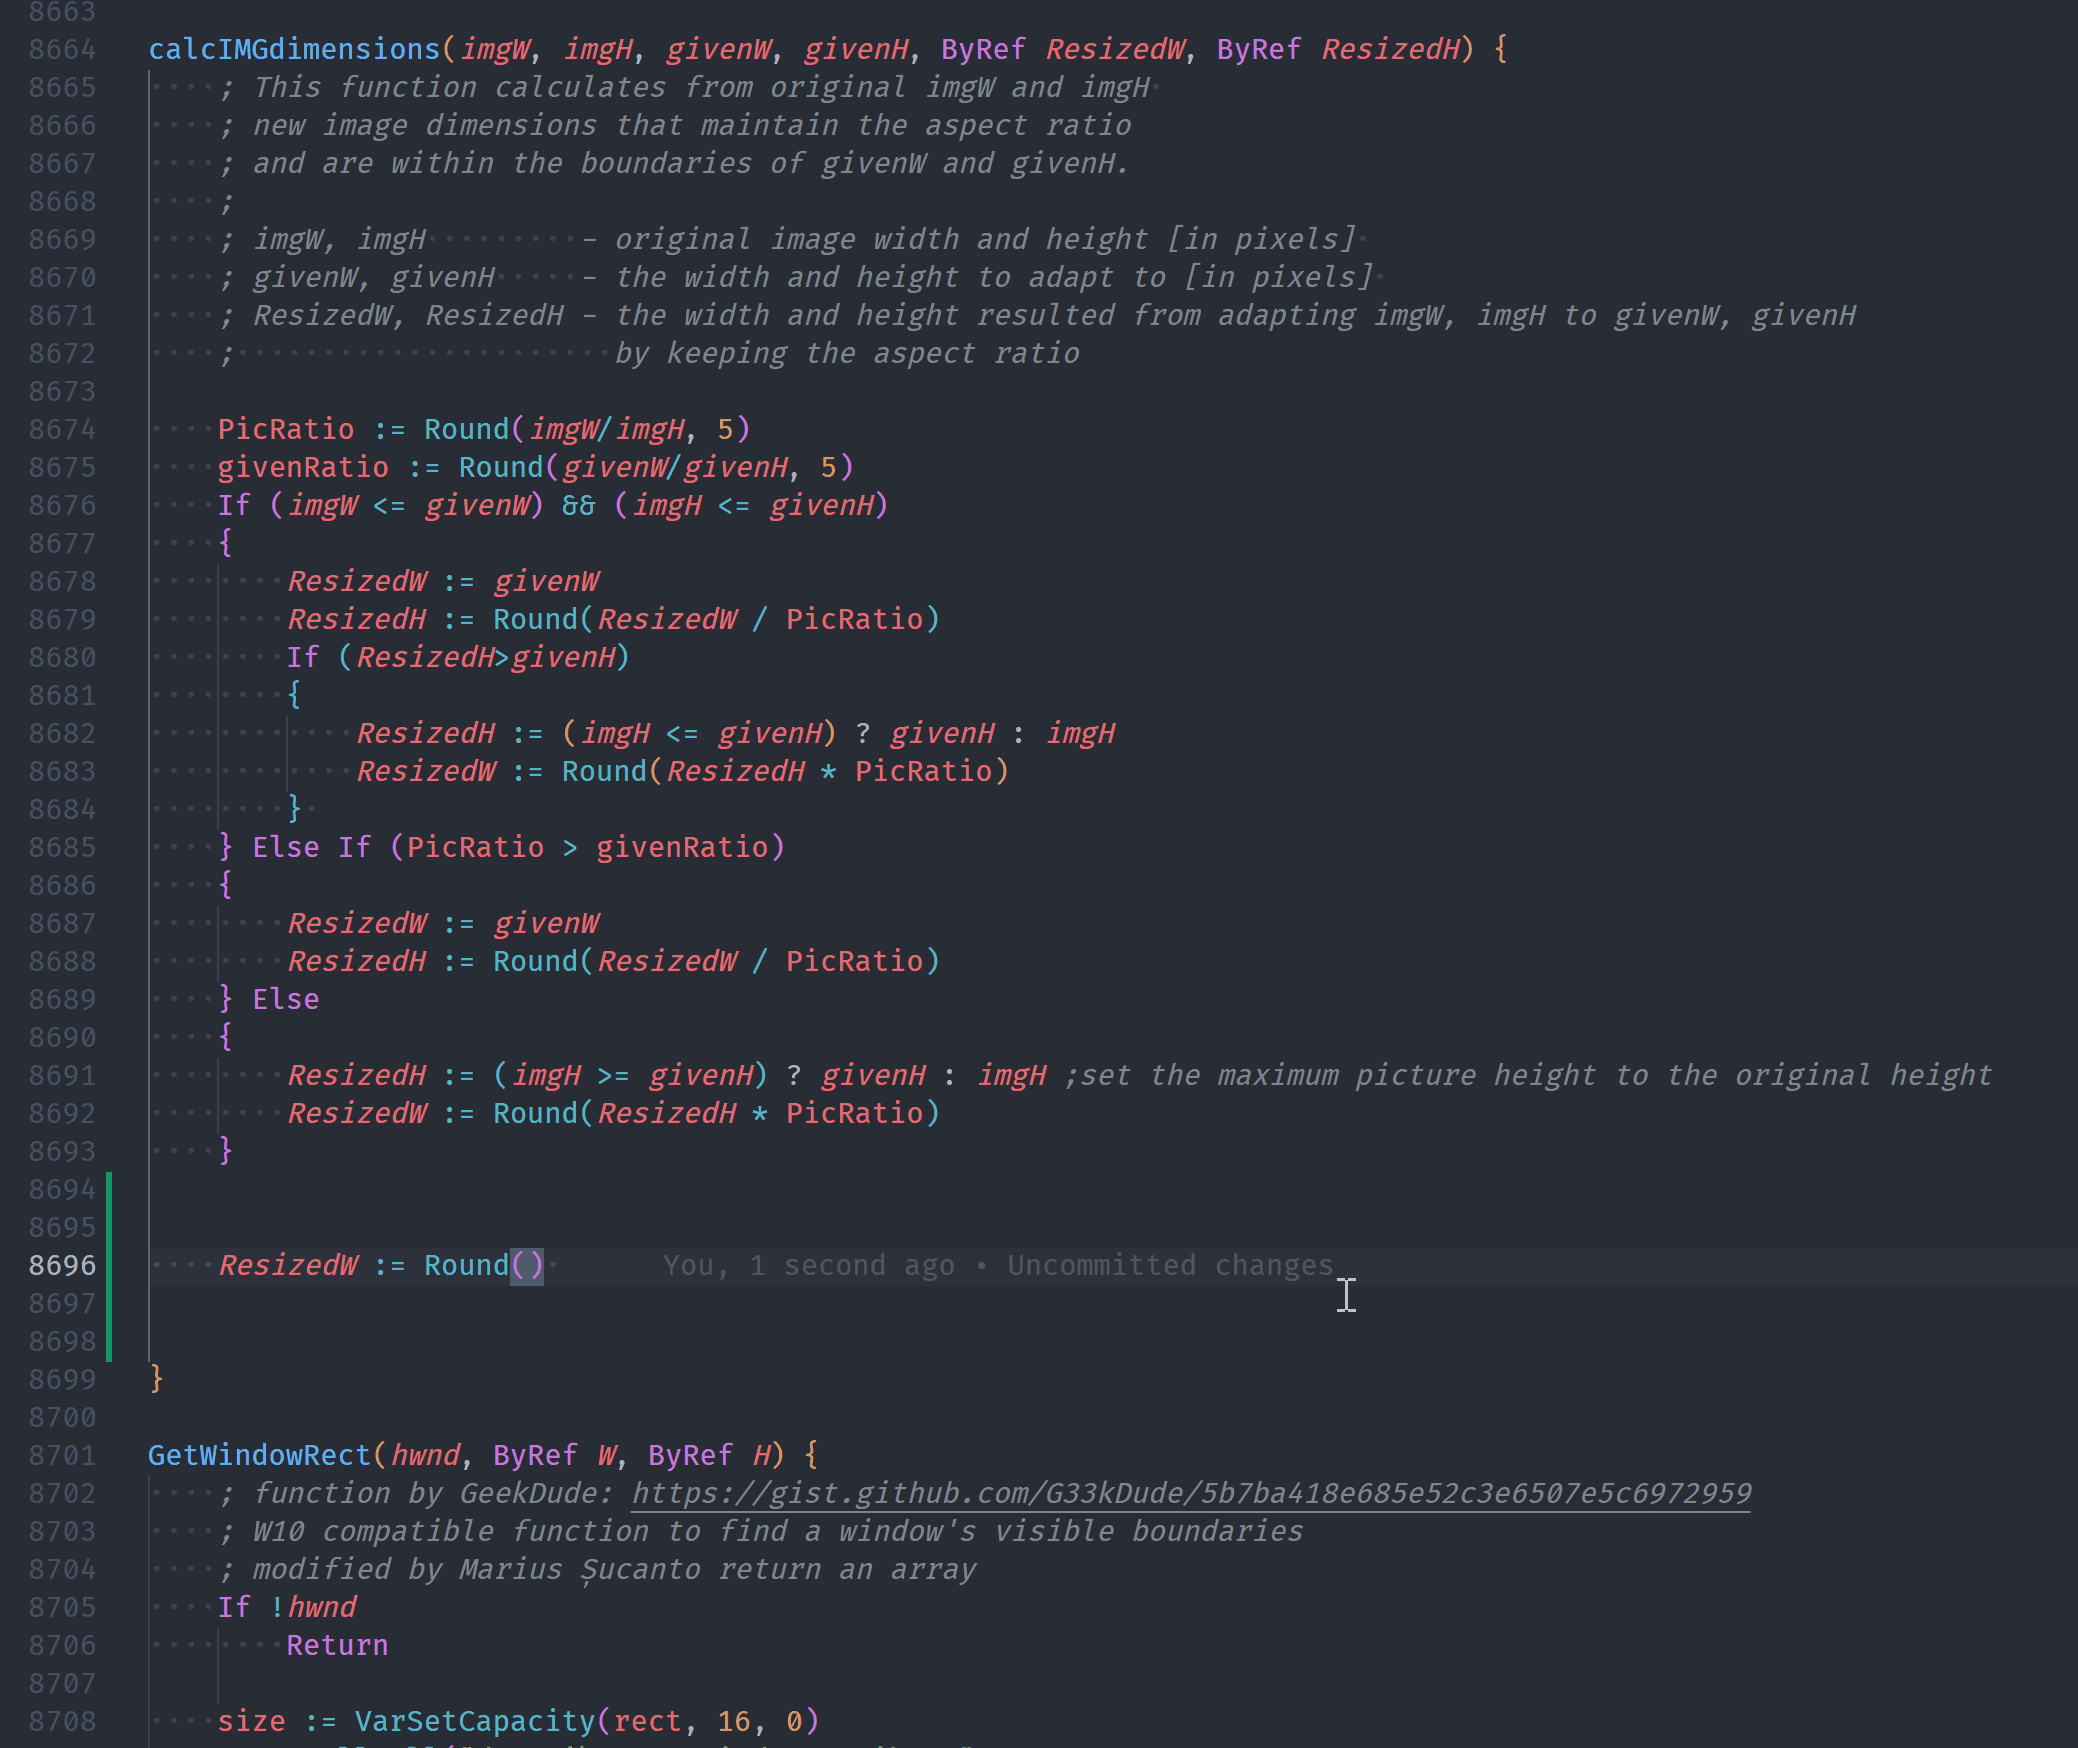 8663
8664 calcIMGdimensions(imgW, imgH, givenW, givenH, ByRef ResizedW, ByRef ResizedH) {
8665 ; This function calculates from original imgW and imgH
8666 ; new image dimensions that maintain the aspect ratio
8667 ; and are within the boundaries of givenW and givenH.
8668 ;
8669 ; imgW, imgH - original image width and height [in pixels]
8670 ; givenW, givenH - the width and height to adapt to [in pixels]
8671 ; ResizedW, ResizedH - the width and height resulted from adapting imgW, imgH to givenW, givenH
8672 ; by keeping the aspect ratio
8673
8674 PicRatio := Round(imgW/imgH, 5)
8675 givenRatio := Round(givenW/givenH, 5)
8676 If (imgW <= givenW) && (imgH <= givenH)
8677 {
8678 ResizedW := givenW
8679 ResizedH := Round(ResizedW / PicRatio)
8680 If (ResizedH>givenH)
8681 {
8682 ResizedH := (imgH <= givenH) ? givenH : imgH
8683 ResizedW := Round(ResizedH * PicRatio)
8684 }
8685 } Else If (PicRatio > givenRatio)
8686 {
8687 ResizedW := givenW
8688 ResizedH := Round(ResizedW / PicRatio)
8689 } Else
8690 {
8691 ResizedH := (imgH >= givenH) ? givenH : imgH ;set the maximum picture height to the original height
8692 ResizedW := Round(ResizedH * PicRatio)
8693 }
8694
8695
8696 ResizedW := Round() You, 1 second ago • Uncommitted changes
8697
8698
8699 }
8700
8701 GetWindowRect(hwnd, ByRef W, ByRef H) {
8702 ; function by GeekDude: https://gist.github.com/G33kDude/5b7ba418e685e52c3e6507e5c6972959
8703 ; W10 compatible function to find a window's visible boundaries
8704 ; modified by Marius Șucanto return an array
8705 If !hwnd
8706 Return
8707
8708 size := VarSetCapacity(rect, 16, 0)